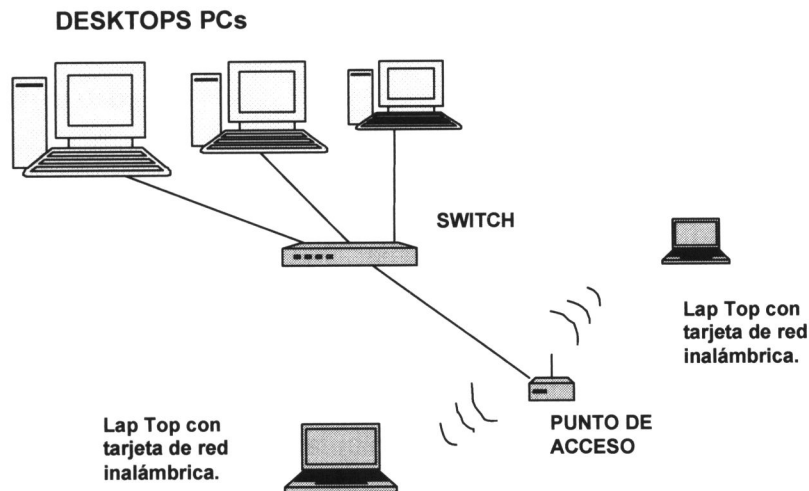 DESKTOPS PCs
SWITCH
Lap Top con
tarjeta de red
inalámbrica.
PUNTO DE
ACCESO
Lap Top con
tarjeta de red
inalámbrica.